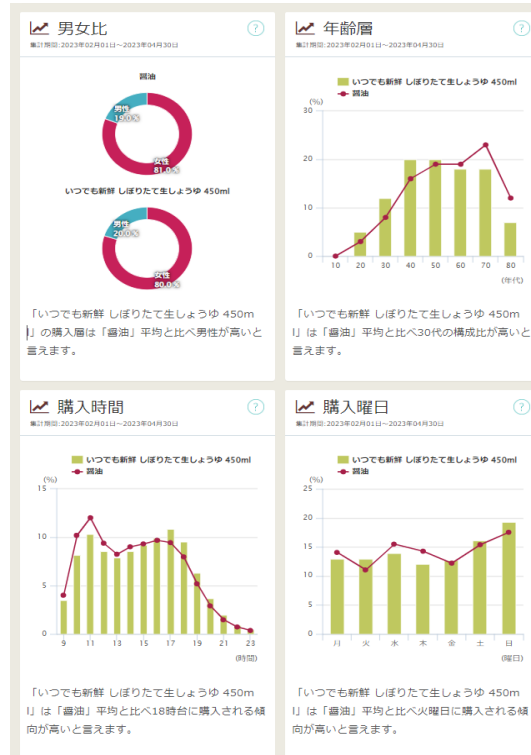 男女比
?
集計期間:2023年02月01日~2023年04月30日
醤油
男性
19.0%
女性
81.0%
いつでも新鮮 しぼりたて生しょうゆ 450ml
男性
20.0%
女性
80.0%
「いつでも新鮮 しぼりたて生しょうゆ 450m
l」の購入層は「醤油」平均と比べ男性が高いと
言えます。
年齢層
?
集計期間:2023年02月01日~2023年04月30日
いつでも新鮮 しぼりたて生しょうゆ 450ml
醤油
(%)
30
20
10
0
10 20 30 40 50 60 70 80
(年代)
「いつでも新鮮 しぼりたて生しょうゆ 450m
l」は「醤油」平均と比べ30代の構成比が高いと
言えます。
購入時間
?
集計期間:2023年02月01日~2023年04月30日
いつでも新鮮 しぼりたて生しょうゆ 450ml
醤油
(%)
15
10
5
0
9 11 13 15 17 19 21 23
(時間)
「いつでも新鮮 しぼりたて生しょうゆ 450m
l」は「醤油」平均と比べ18時台に購入される傾
向が高いと言えます。
購入曜日
?
集計期間:2023年02月01日~2023年04月30日
いつでも新鮮 しぼりたて生しょうゆ 450ml
醤油
(%)
25
20
15
10
5
0
月 火 水 木 金 土 日
(曜日)
「いつでも新鮮 しぼりたて生しょうゆ 450m
l」は「醤油」平均と比べ火曜日に購入される傾
向が高いと言えます。